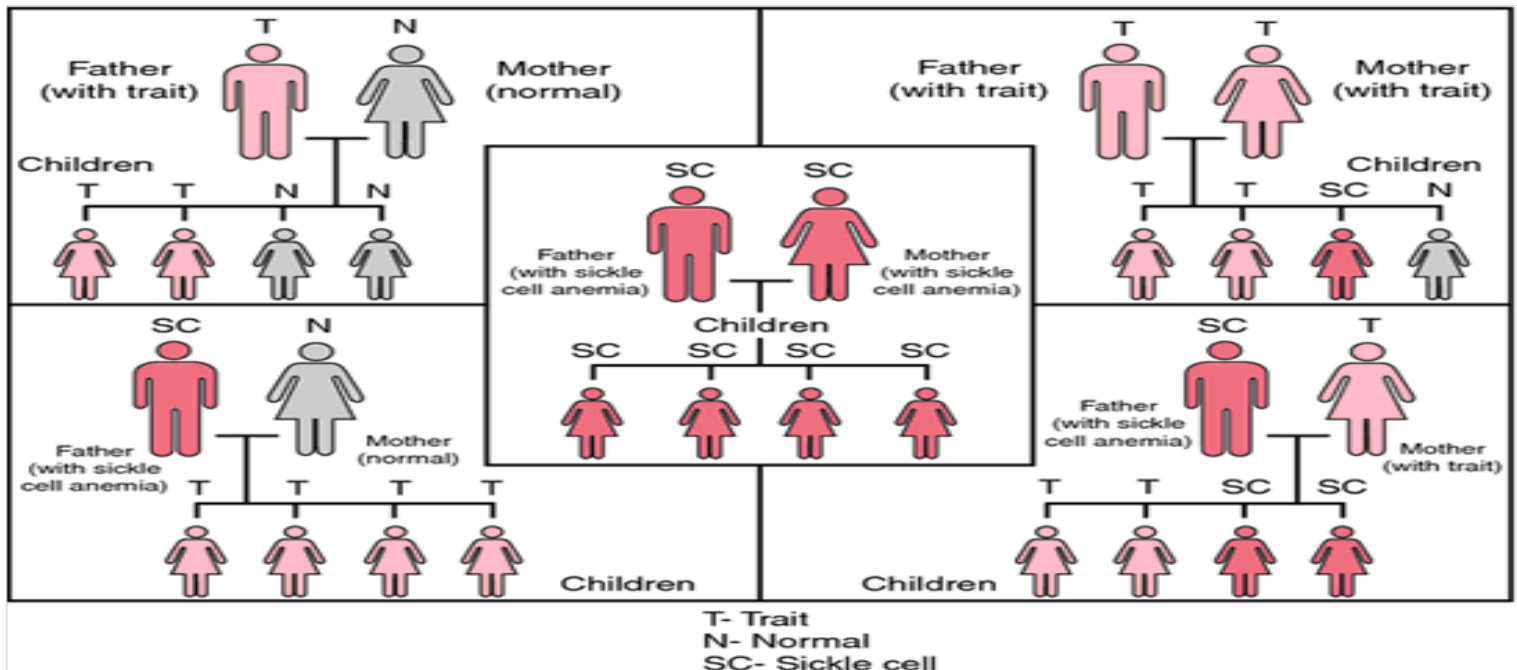 T N
Father
(with trait)
Mother
(normal)
Children
T T N N
T T
Father
(with trait)
Mother
(with trait)
Children
T T SC N
SC SC
Father
(with sickle
cell anemia)
Mother
(with sickle
cell anemia)
Children
SC SC SC SC
SC N
Father
(with sickle
cell anemia)
Mother
(normal)
T T T T
Children
SC T
Father
(with sickle
cell anemia)
Mother
(with trait)
T T SC SC
Children
T- Trait
N- Normal
SC- Sickle cell